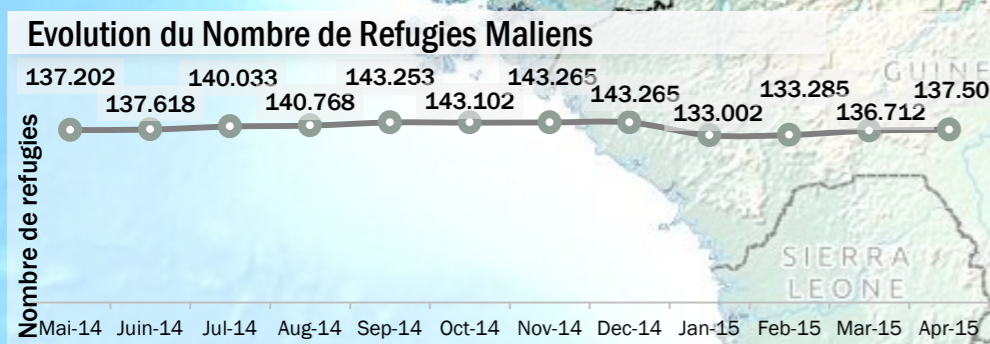 Evolution du Nombre de Refugies Maliens
137.202 137.618 140.033 140.768 143.253 143.102 143.265 143.265 133.002 133.285 136.712 137.50
Nombre de refugies
GUINE
SIERRA
LEONE
Mai-14 Juin-14 Jul-14 Aug-14 Sep-14 Oct-14 Nov-14 Dec-14 Jan-15 Feb-15 Mar-15 Apr-15